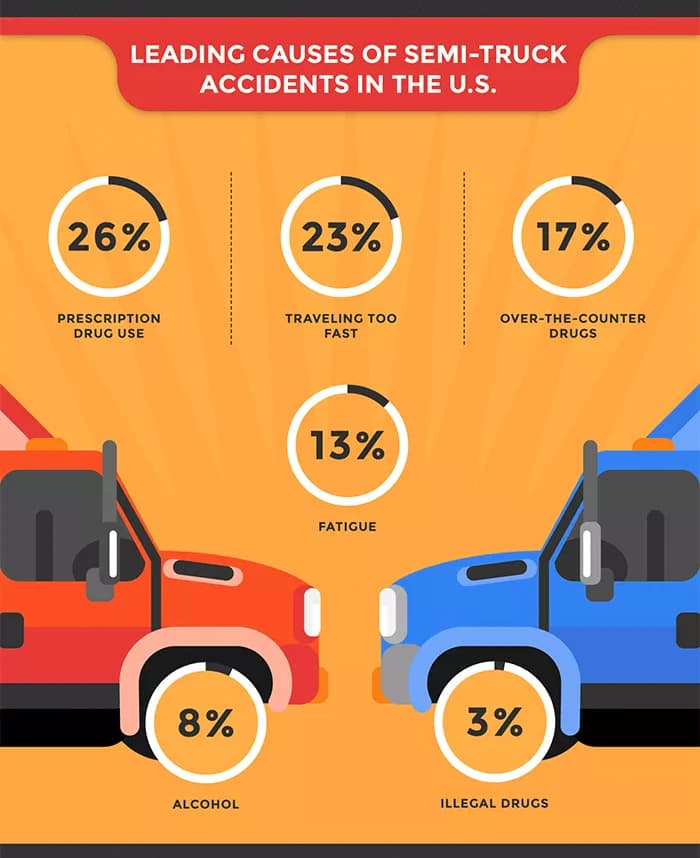 LEADING CAUSES OF SEMI-TRUCK
ACCIDENTS IN THE U.S.
26%
PRESCRIPTION
DRUG USE
23%
TRAVELING TOO
FAST
17%
OVER-THE-COUNTER
DRUGS
13%
FATIGUE
8%
ALCOHOL
3%
ILLEGAL DRUGS